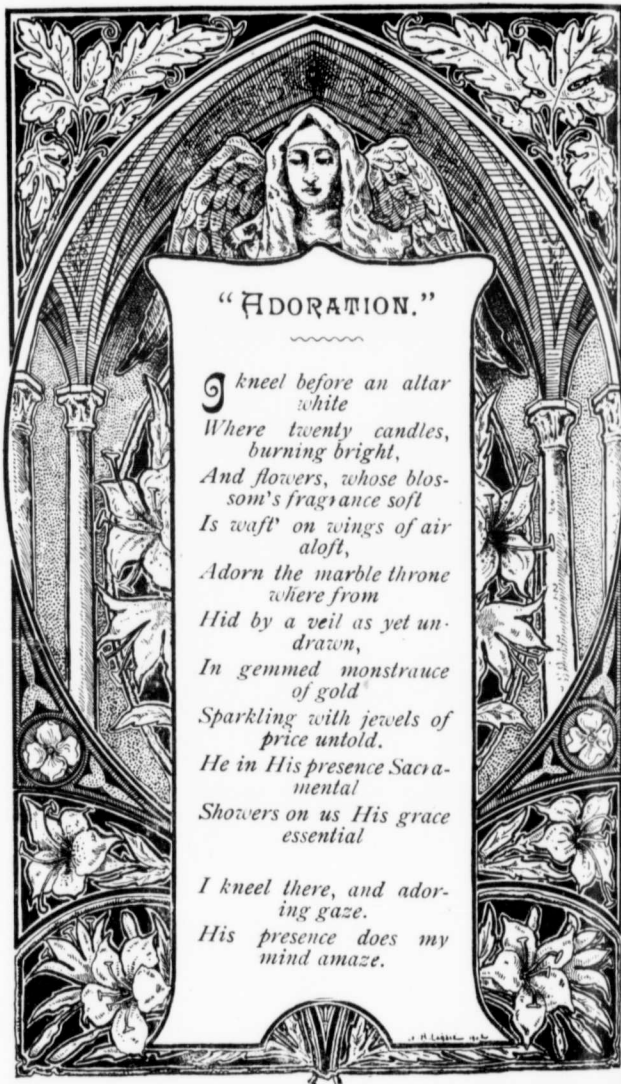 "ADORATION."
I kneel before an altar
white
Where twenty candles,
burning bright,
And flowers, whose blos-
som's fragrance soft
Is waft' on wings of air
aloft,
Adorn the marble throne
where from
Hid by a veil as yet un-
drawn,
In gemmed monstrauce
of gold
Sparkling with jewels of
price untold.
He in His presence Sacra-
mental
Showers on us His grace
essential
I kneel there, and ador-
ing gaze.
His presence does my
mind amaze.